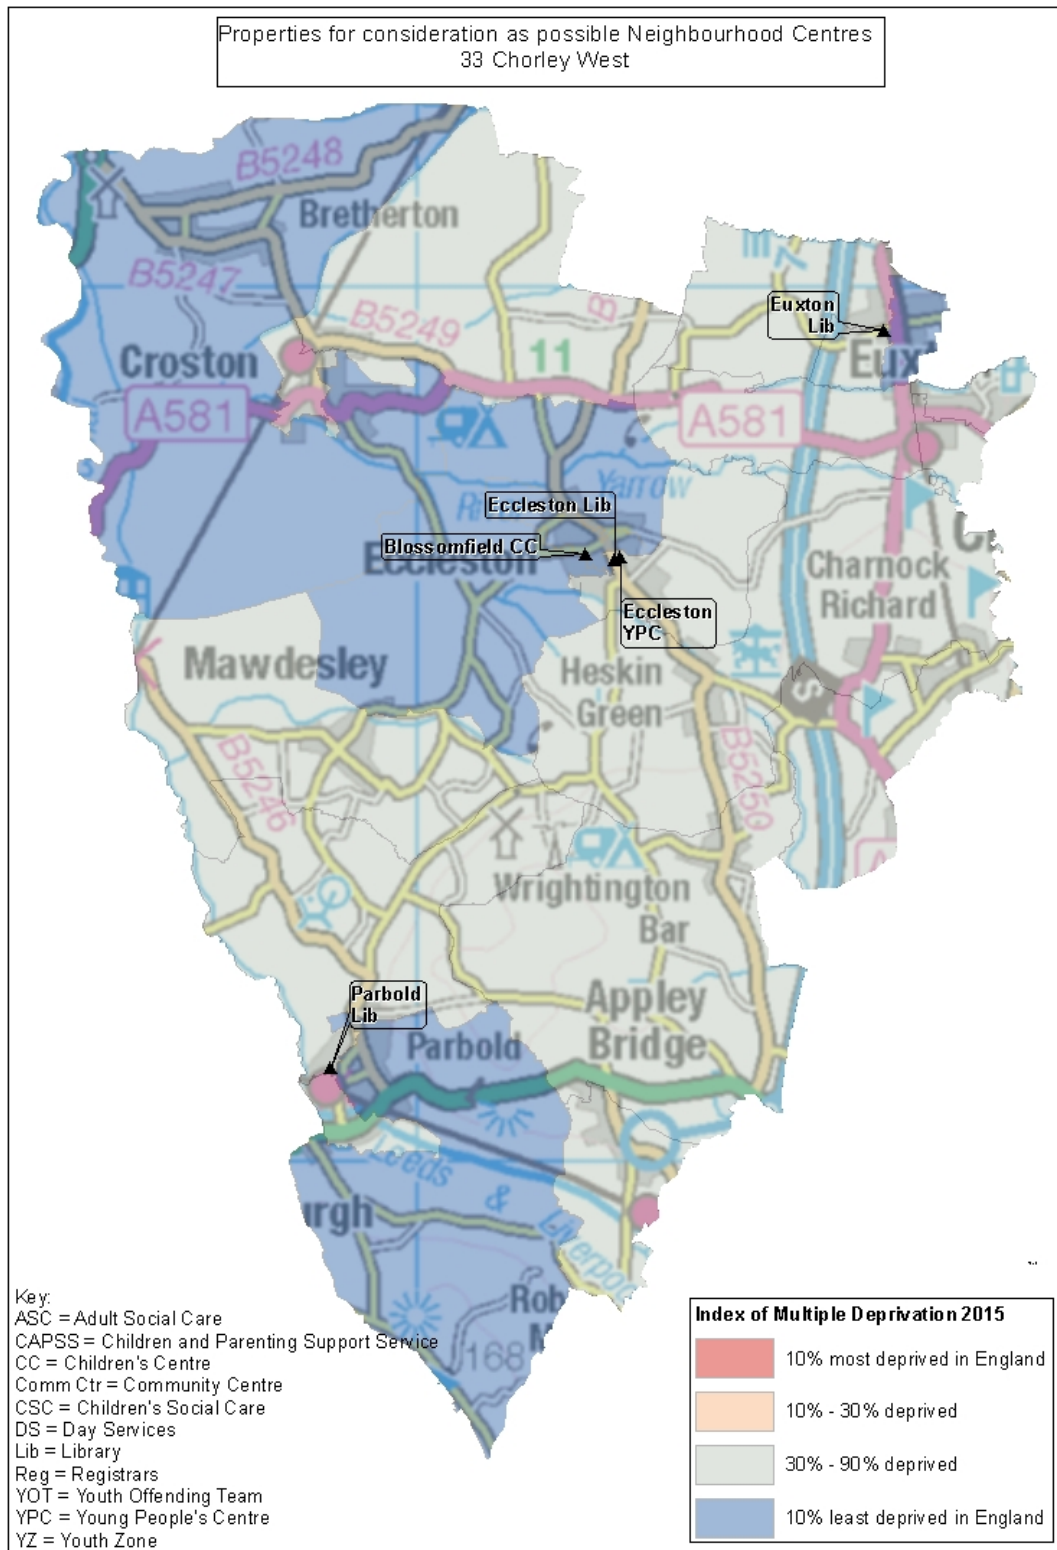 Properties for consideration as possible Neighbourhood Centres
33 Chorley West
B5248
Bretherton
B5247
B5249
Euxton
Lib
Eux
Croston
11
A581
A581
Yarrow
Eccleston Lib
Blossomfield CC
Eccleston
Charnock
Richard
Eccleston
YPC
Mawdesley
Heskin
Green
S
B5246
B5250
Wrightington
Bar
Parbold
Lib
Appley
Bridge
Parbold
Leeds
&
Liverpool
urgh
Rob
168
Key:
ASC = Adult Social Care
CAPSS = Children and Parenting Support Service
CC = Children's Centre
Comm Ctr = Community Centre
CSC = Children's Social Care
DS = Day Services
Lib = Library
Reg = Registrars
YOT = Youth Offending Team
YPC = Young People's Centre
YZ = Youth Zone
Index of Multiple Deprivation 2015
10% most deprived in England
10% - 30% deprived
30% - 90% deprived
10% least deprived in England